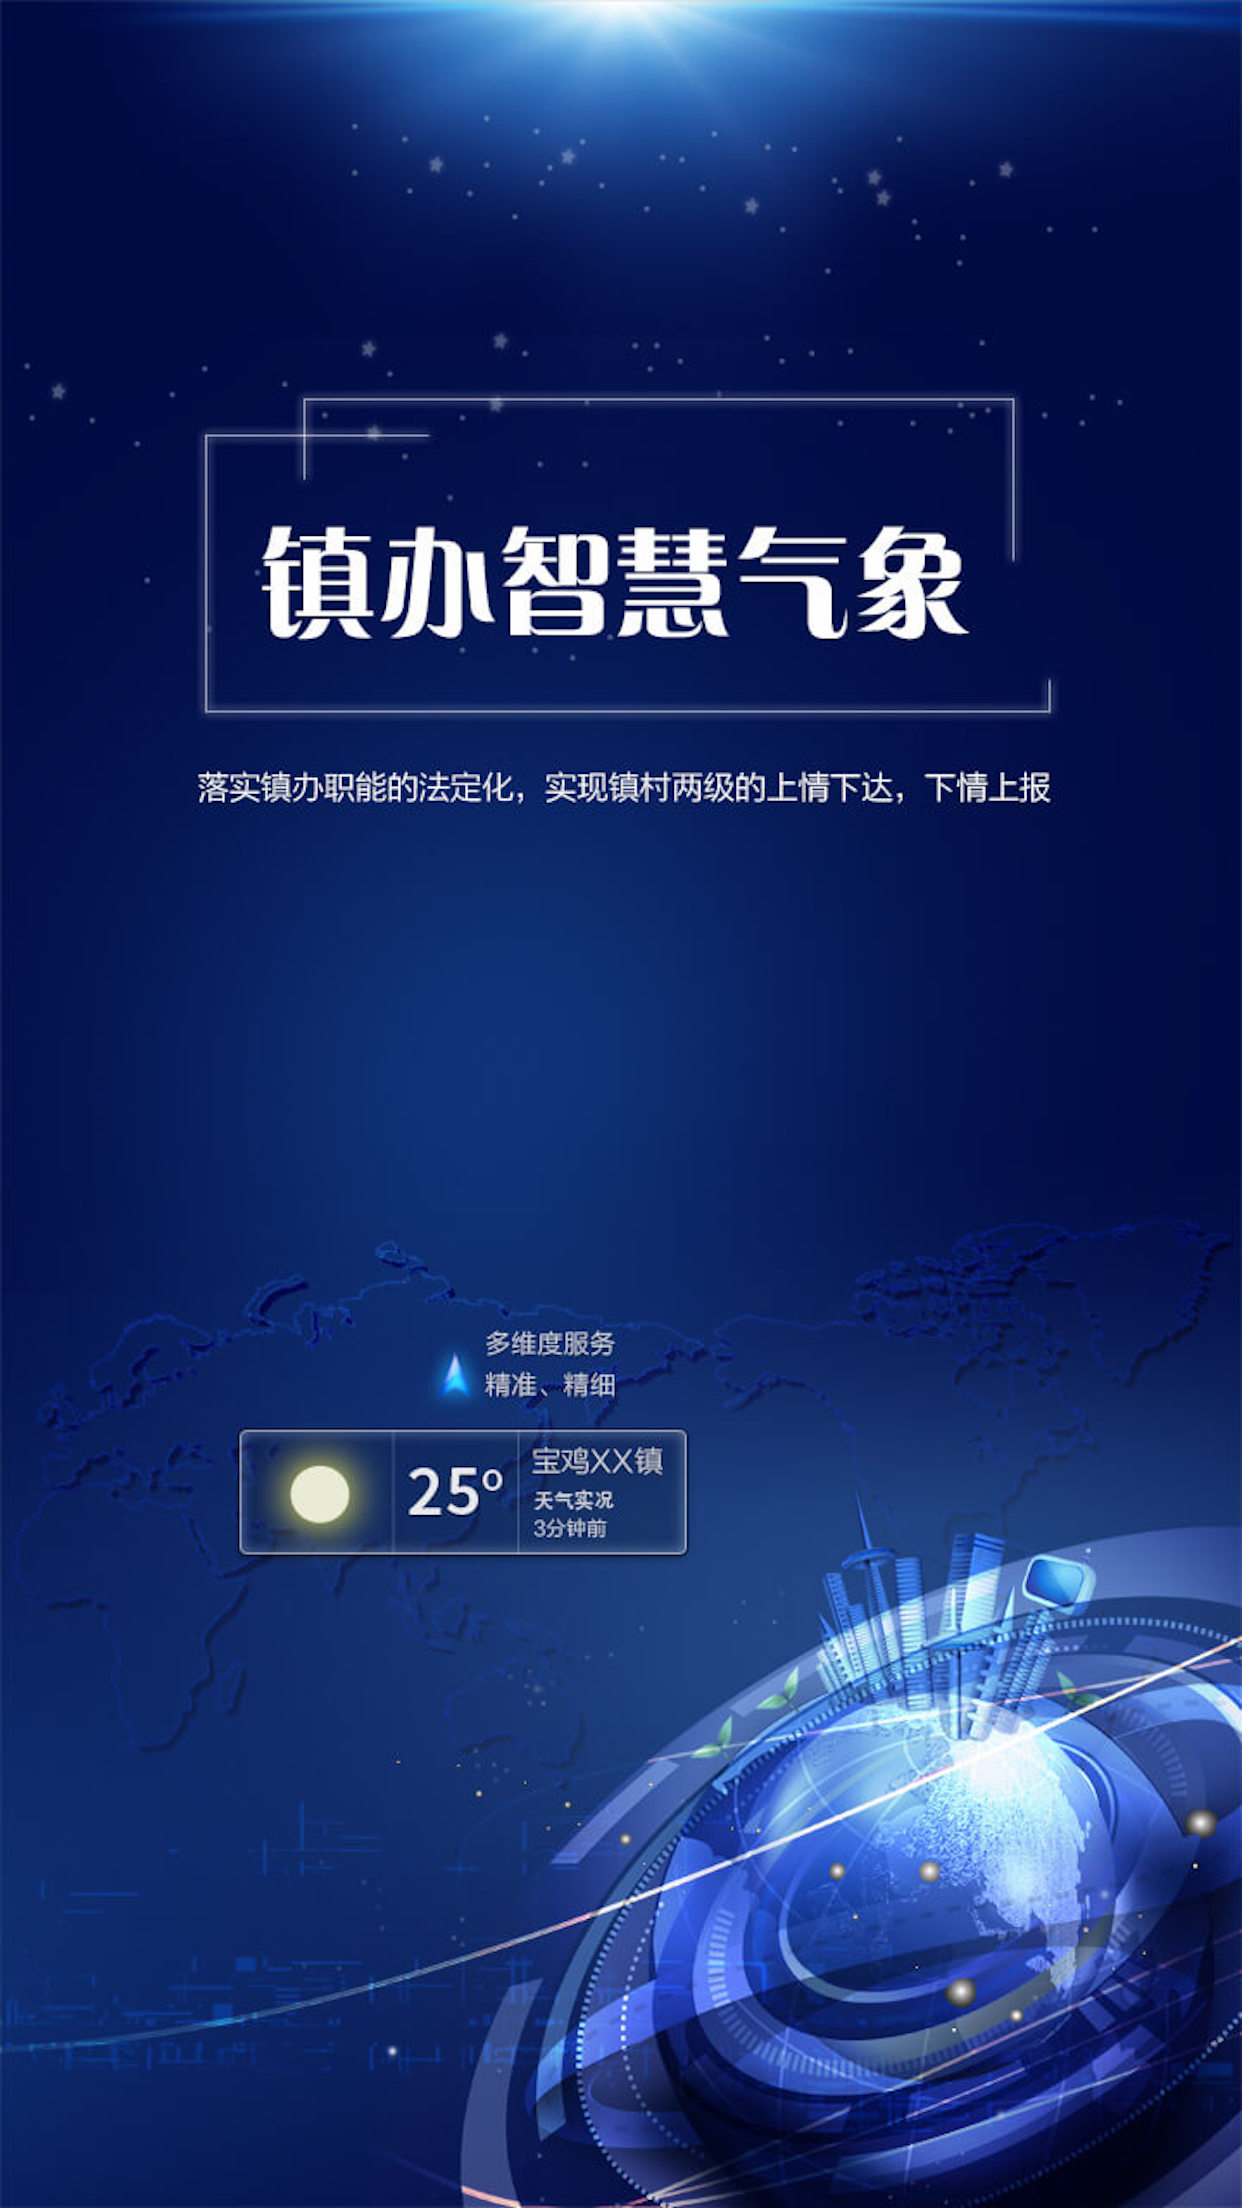 镇办智慧气象
落实镇办职能的法定化，实现镇村两级的上情下达，下情上报
多维度服务
精准、精细
25°
宝鸡XX镇
天气实况
3分钟前